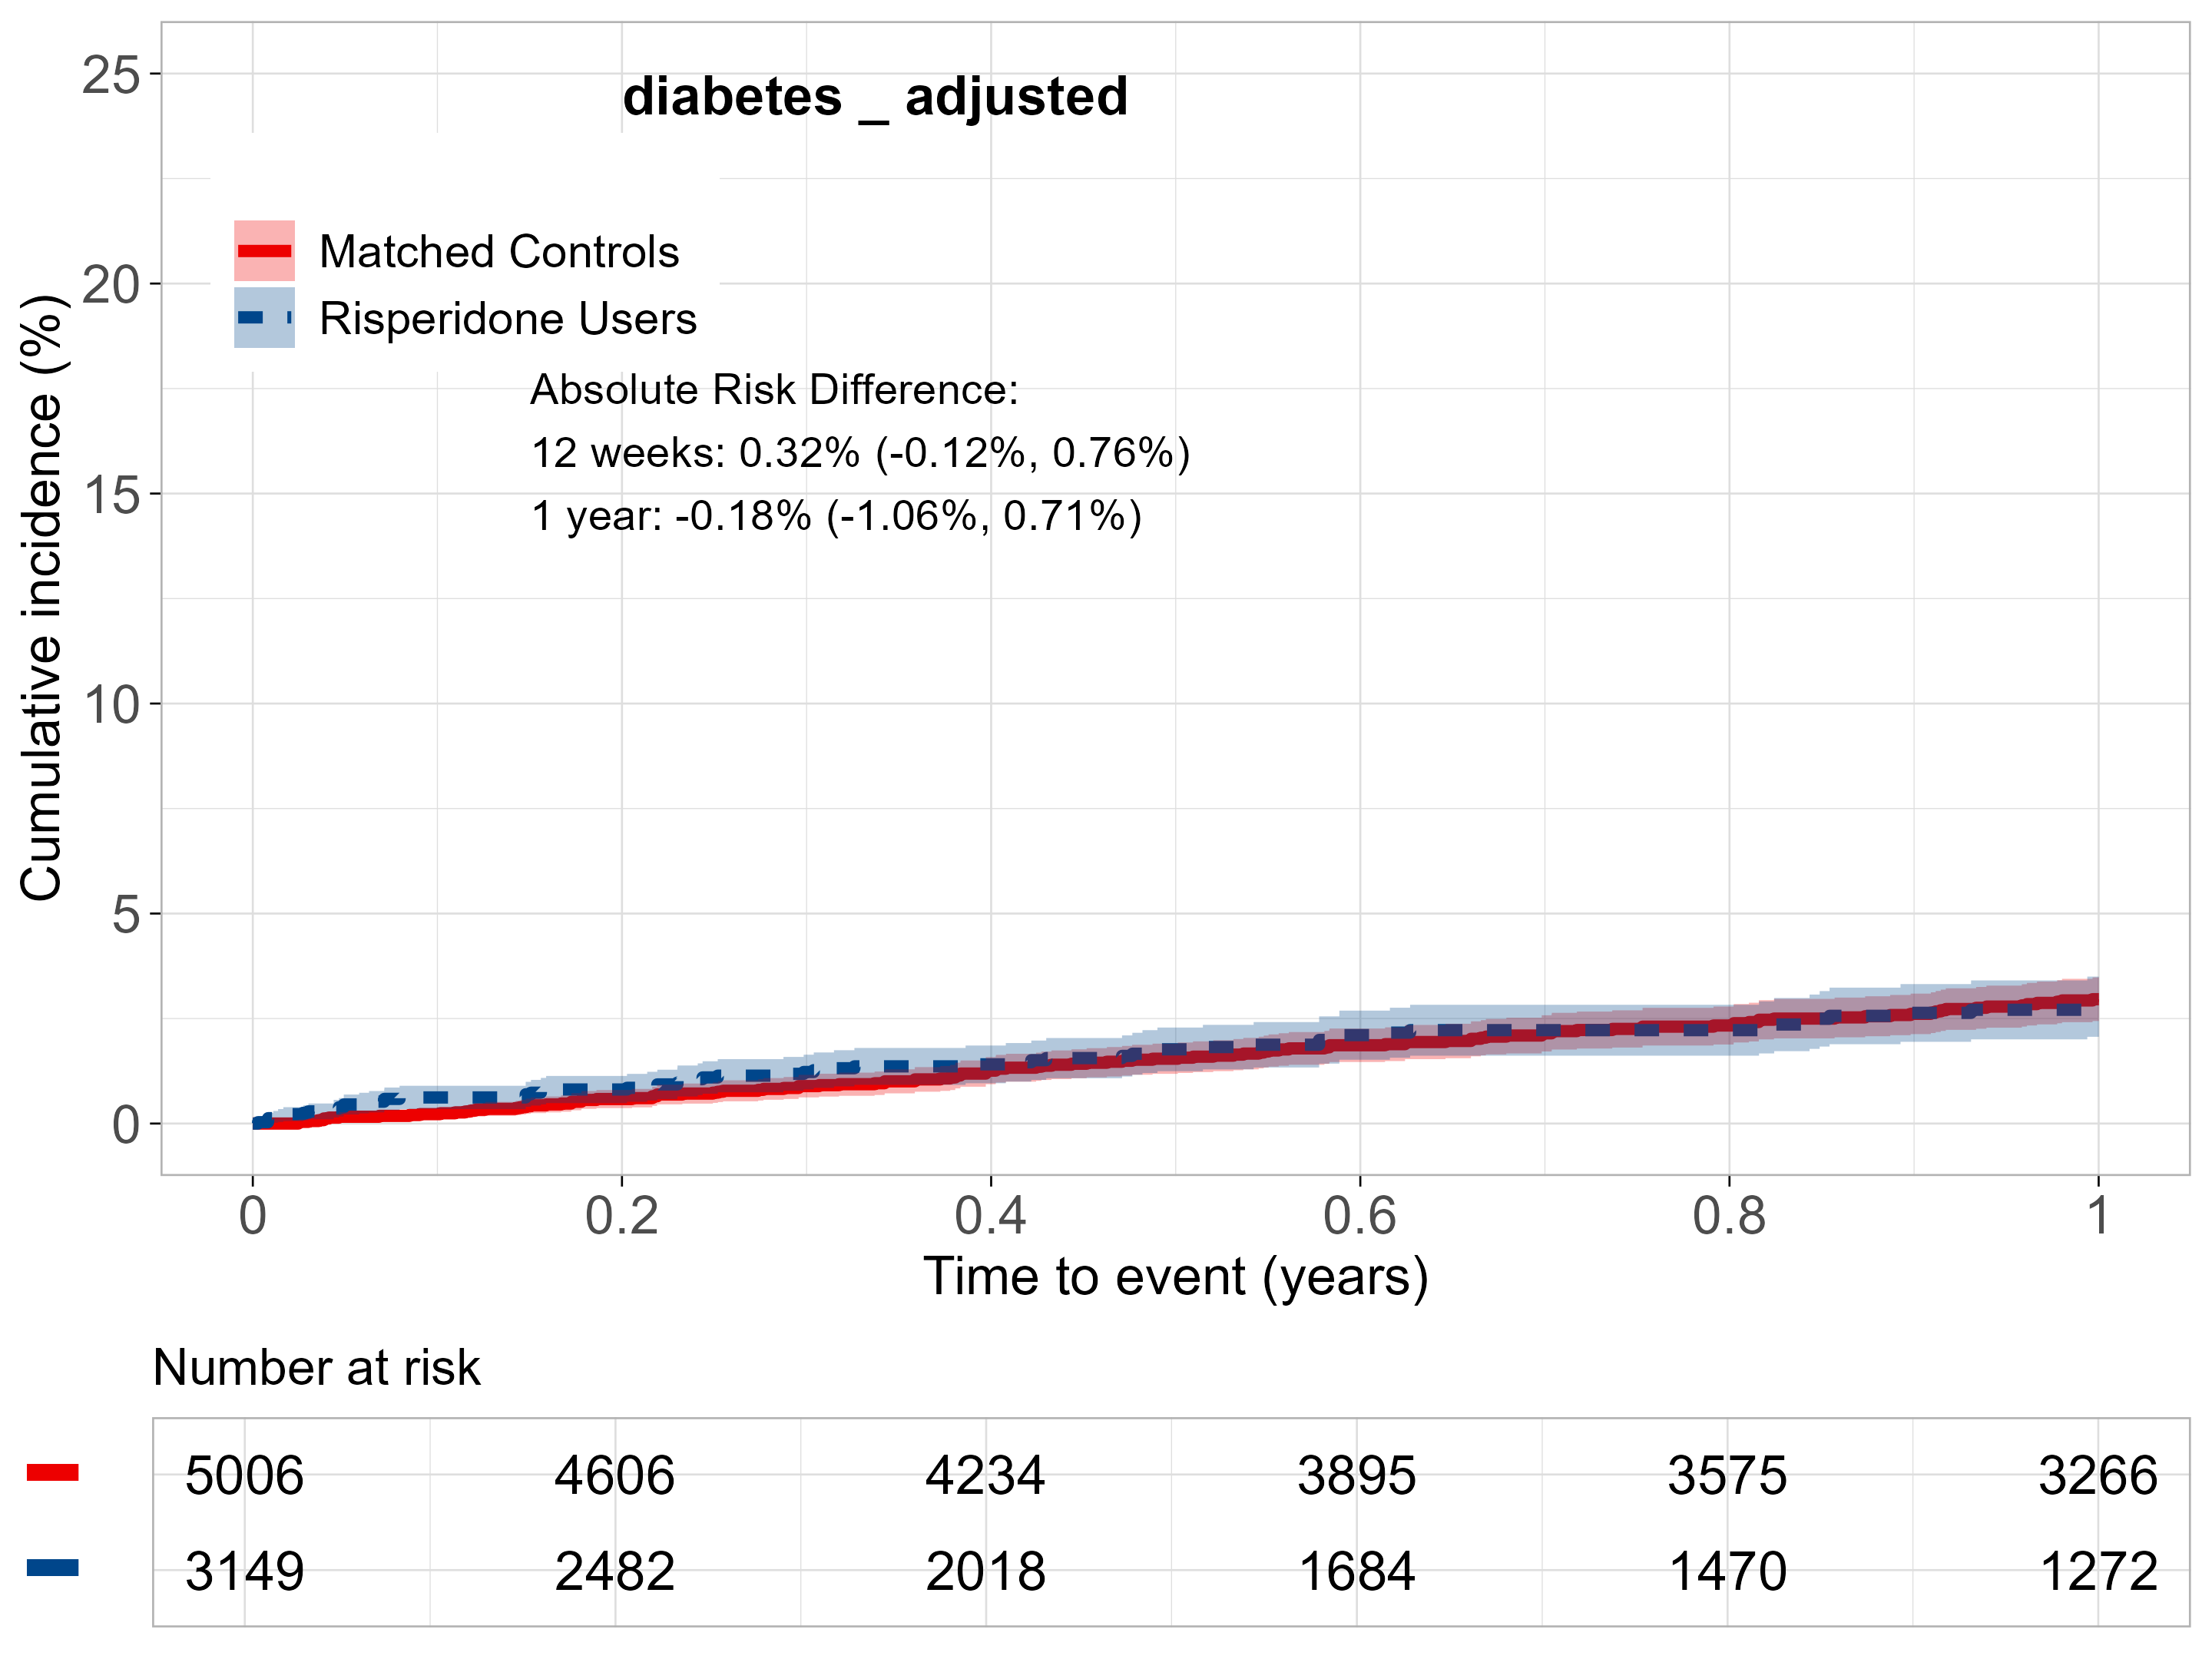 diabetes _ adjusted
Matched Controls
Risperidone Users
Absolute Risk Difference:
12 weeks: 0.32% (-0.12%, 0.76%)
1 year: -0.18% (-1.06%, 0.71%)
Cumulative incidence (%)
25
20
15
10
5
0
0 0.2 0.4 0.6 0.8 1
Time to event (years)
Number at risk
5006 4606 4234 3895 3575 3266
3149 2482 2018 1684 1470 1272